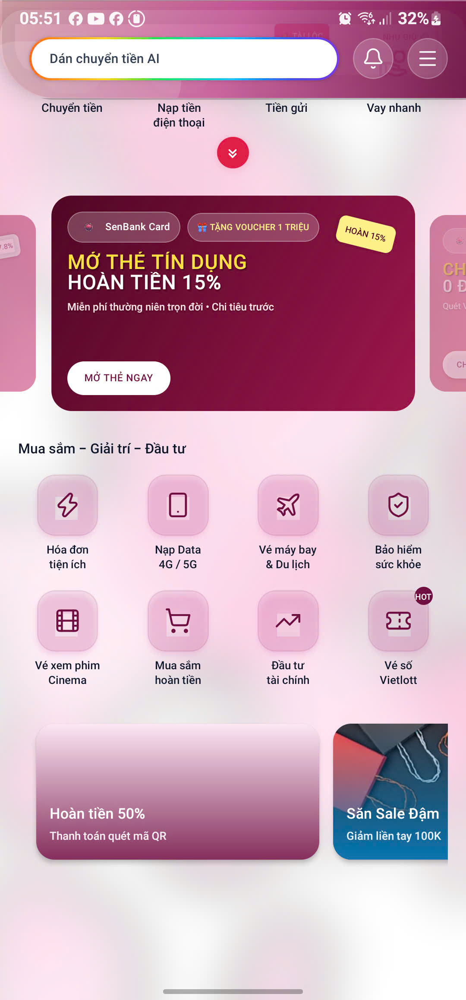 05:51
32%
TÀI LỘC
Dán chuyển tiền AI
Chuyển tiền
Nạp tiền
điện thoại
Tiền gửi
Vay nhanh
7.8%
SenBank Card
TẶNG VOUCHER 1 TRIỆU
HOÀN 15%
MỞ THẺ TÍN DỤNG
HOÀN TIỀN 15%
Miễn phí thường niên trọn đời • Chi tiêu trước
MỞ THẺ NGAY
CH
0 Đ
Quét V
CH
Mua sắm – Giải trí – Đầu tư
Hóa đơn
tiện ích
Nạp Data
4G / 5G
Vé máy bay
& Du lịch
Bảo hiểm
sức khỏe
HOT
Vé xem phim
Cinema
Mua sắm
hoàn tiền
Đầu tư
tài chính
Vé số
Vietlott
Hoàn tiền 50%
Thanh toán quét mã QR
Săn Sale Đậm
Giảm liền tay 100K